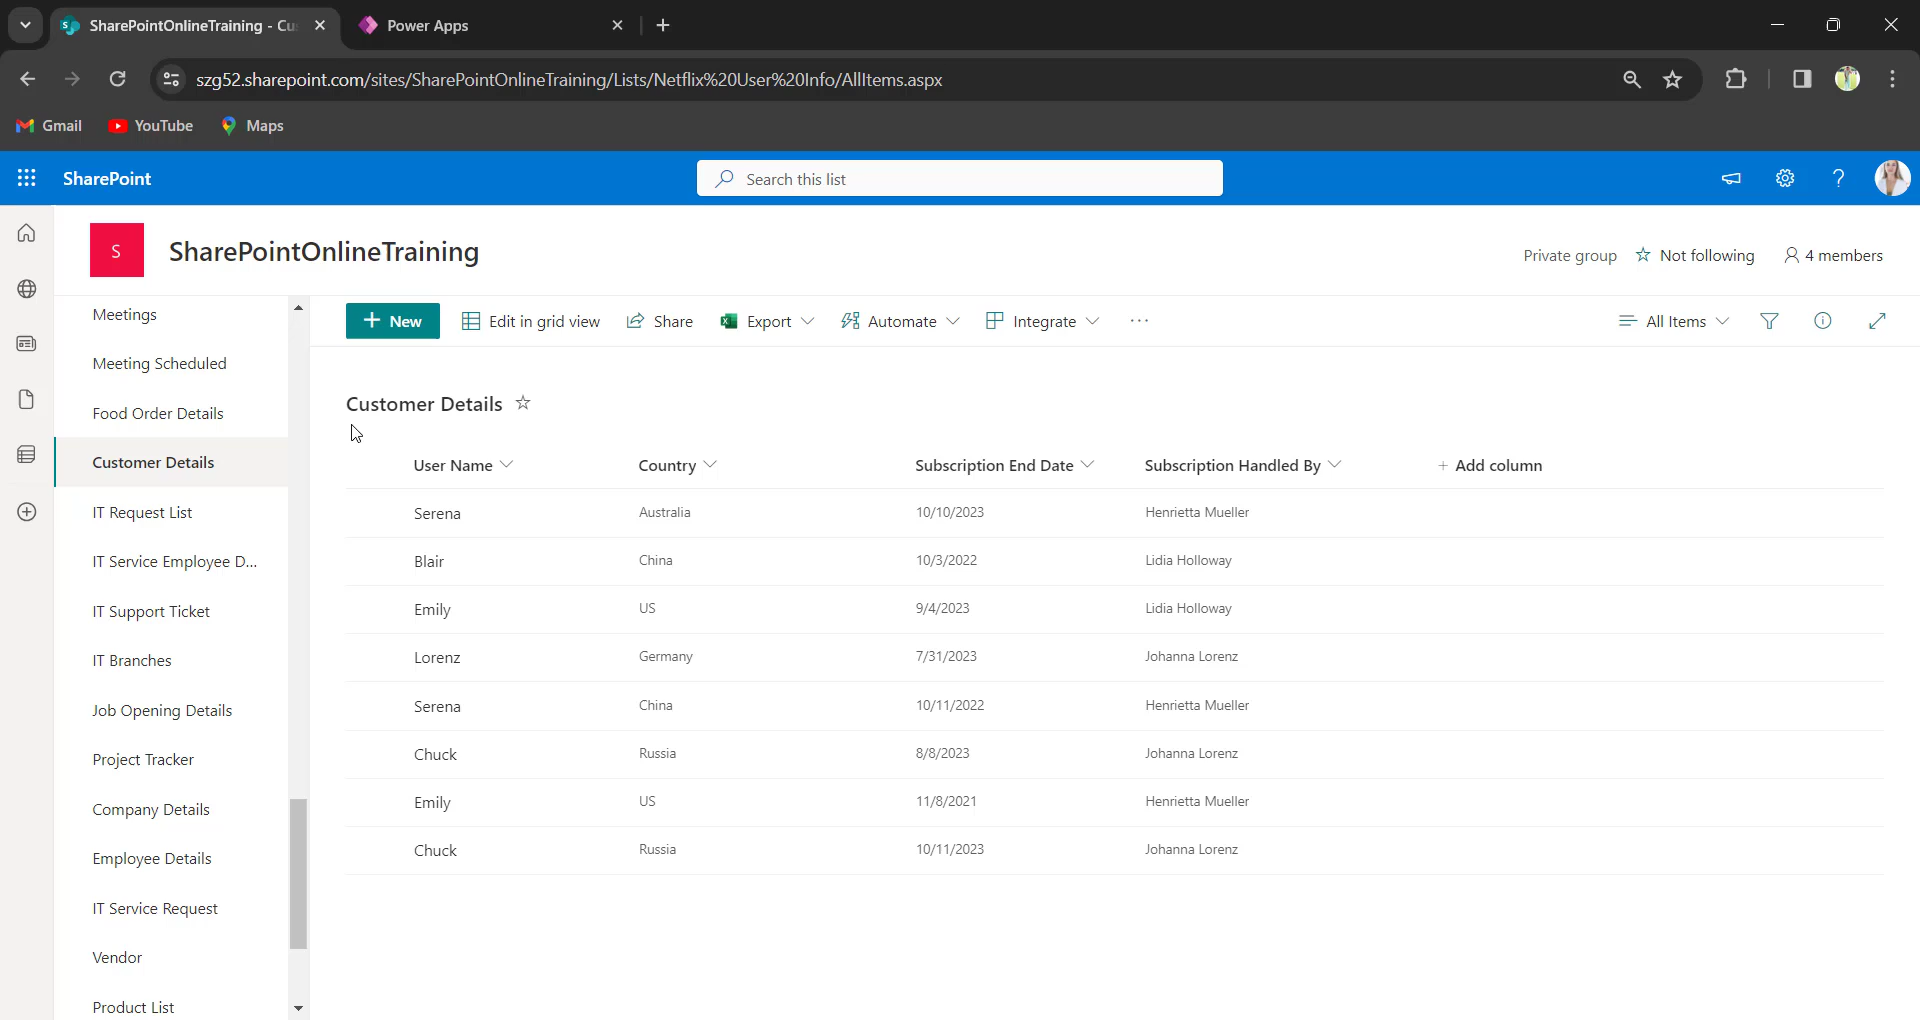 SharePointOnlineTraining - Cu
Power Apps
szg52.sharepoint.com/sites/SharePointOnlineTraining/Lists/Netflix%20User%20Info/AllItems.aspx
Gmail YouTube Maps
SharePoint
Search this list
S
SharePointOnlineTraining
Private group Not following 4 members
New Edit in grid view Share Export Automate Integrate ... All Items
Meetings
Meeting Scheduled
Food Order Details
Customer Details
IT Request List
IT Service Employee D...
IT Support Ticket
IT Branches
Job Opening Details
Project Tracker
Company Details
Employee Details
IT Service Request
Vendor
Product List
Customer Details
User Name Country Subscription End Date Subscription Handled By + Add column
Serena Australia 10/10/2023 Henrietta Mueller
Blair China 10/3/2022 Lidia Holloway
Emily US 9/4/2023 Lidia Holloway
Lorenz Germany 7/31/2023 Johanna Lorenz
Serena China 10/11/2022 Henrietta Mueller
Chuck Russia 8/8/2023 Johanna Lorenz
Emily US 11/8/2021 Henrietta Mueller
Chuck Russia 10/11/2023 Johanna Lorenz